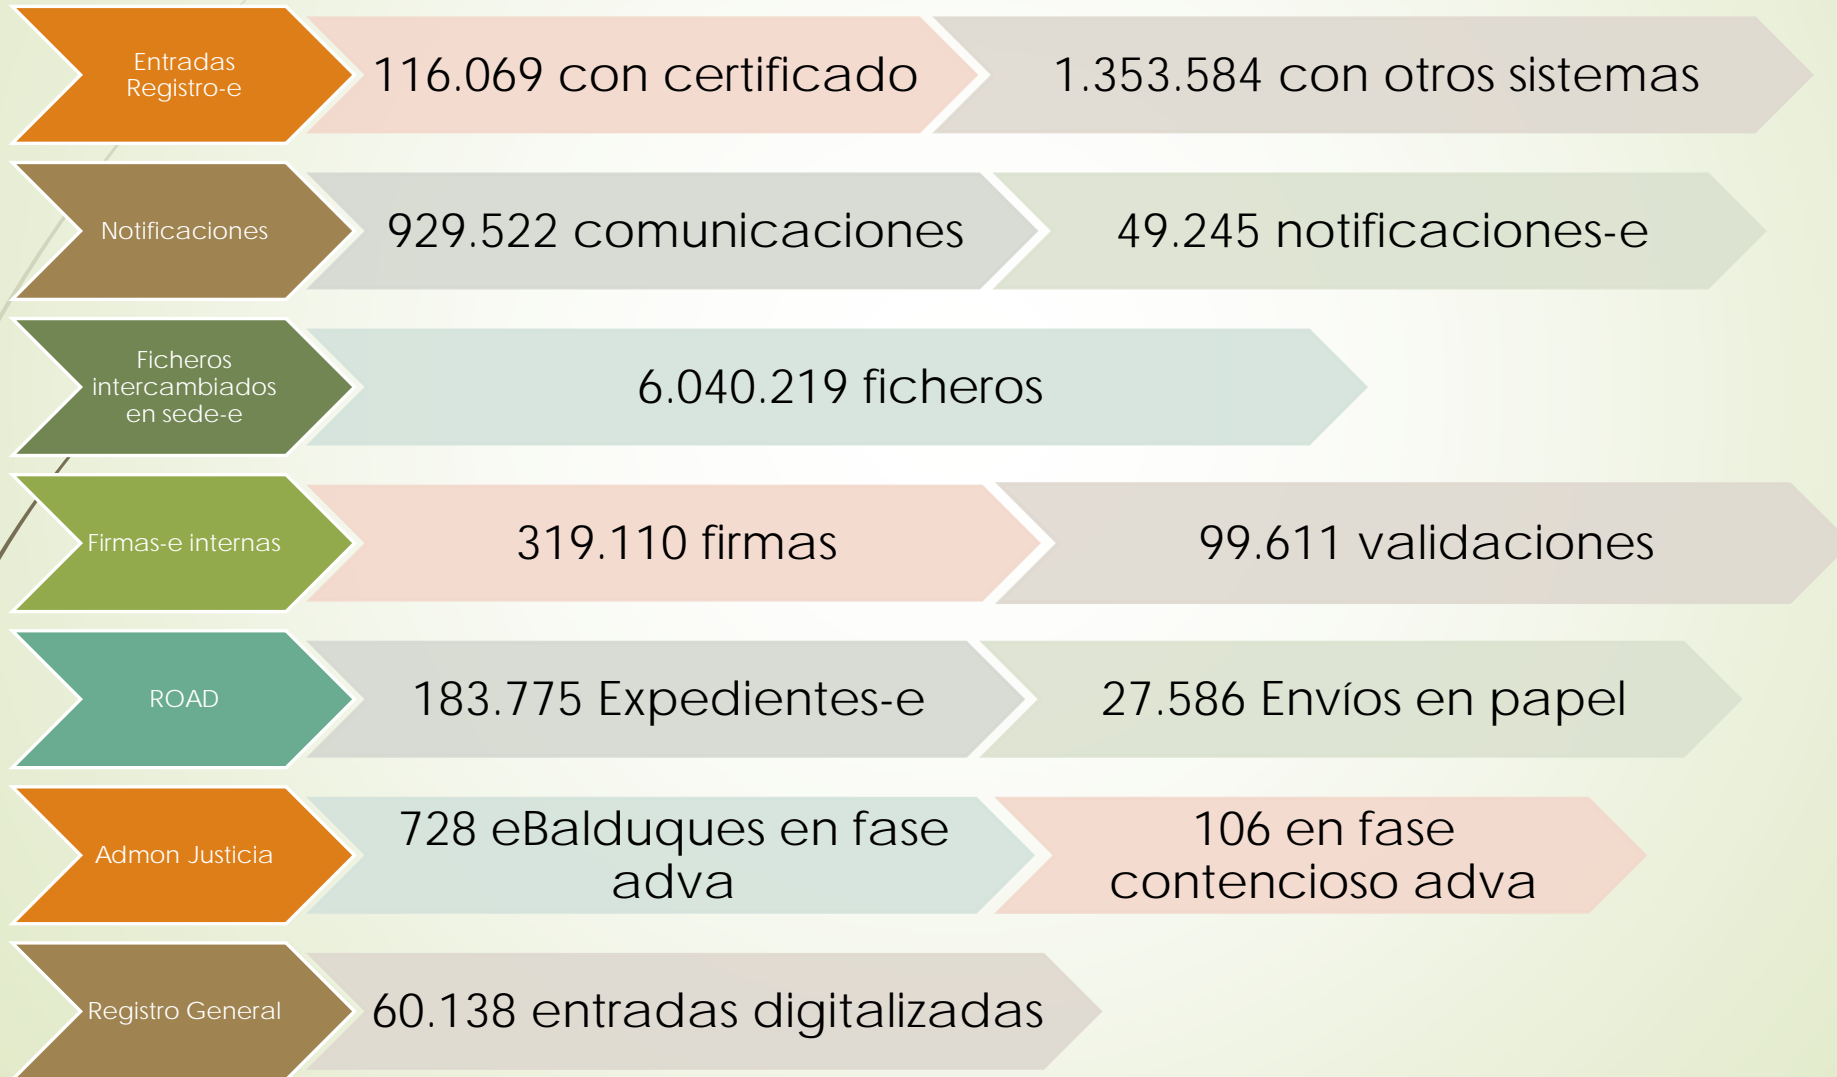 Entradas
Registro-e
116.069 con certificado
1.353.584 con otros sistemas
Notificaciones
929.522 comunicaciones
49.245 notificaciones-e
Ficheros
intercambiados
en sede-e
6.040.219 ficheros
Firmas-e internas
319.110 firmas
99.611 validaciones
ROAD
183.775 Expedientes-e
27.586 Envíos en papel
Admon Justicia
728 eBalduques en fase
adva
106 en fase
contencioso adva
Registro General
60.138 entradas digitalizadas